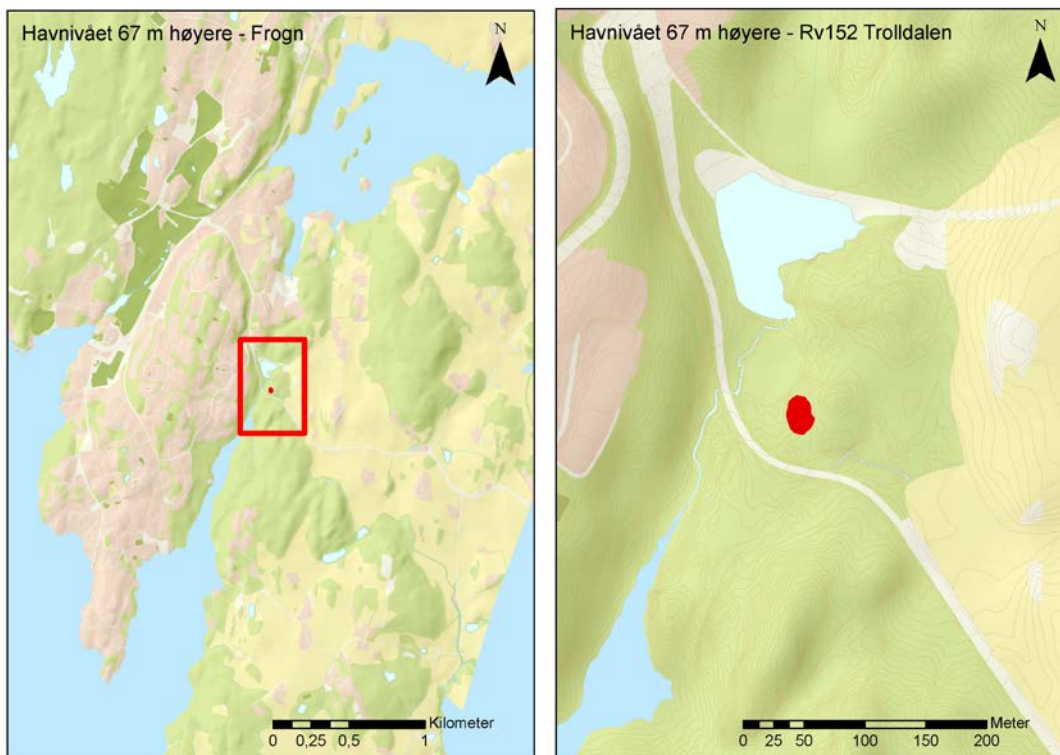 Havnivået 67 m høyere - Frogn
N
Kilometer
0 0,25 0,5 1
Havnivået 67 m høyere - Rv152 Trolldalen
N
Meter
0 25 50 100 150 200